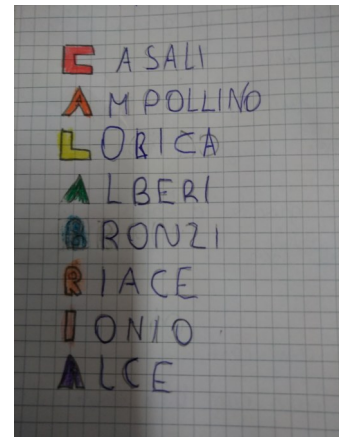 CASALI
AMPOLLINO
LORICA
ALBERI
BRONZI
RIACE
IONIO
ALCE